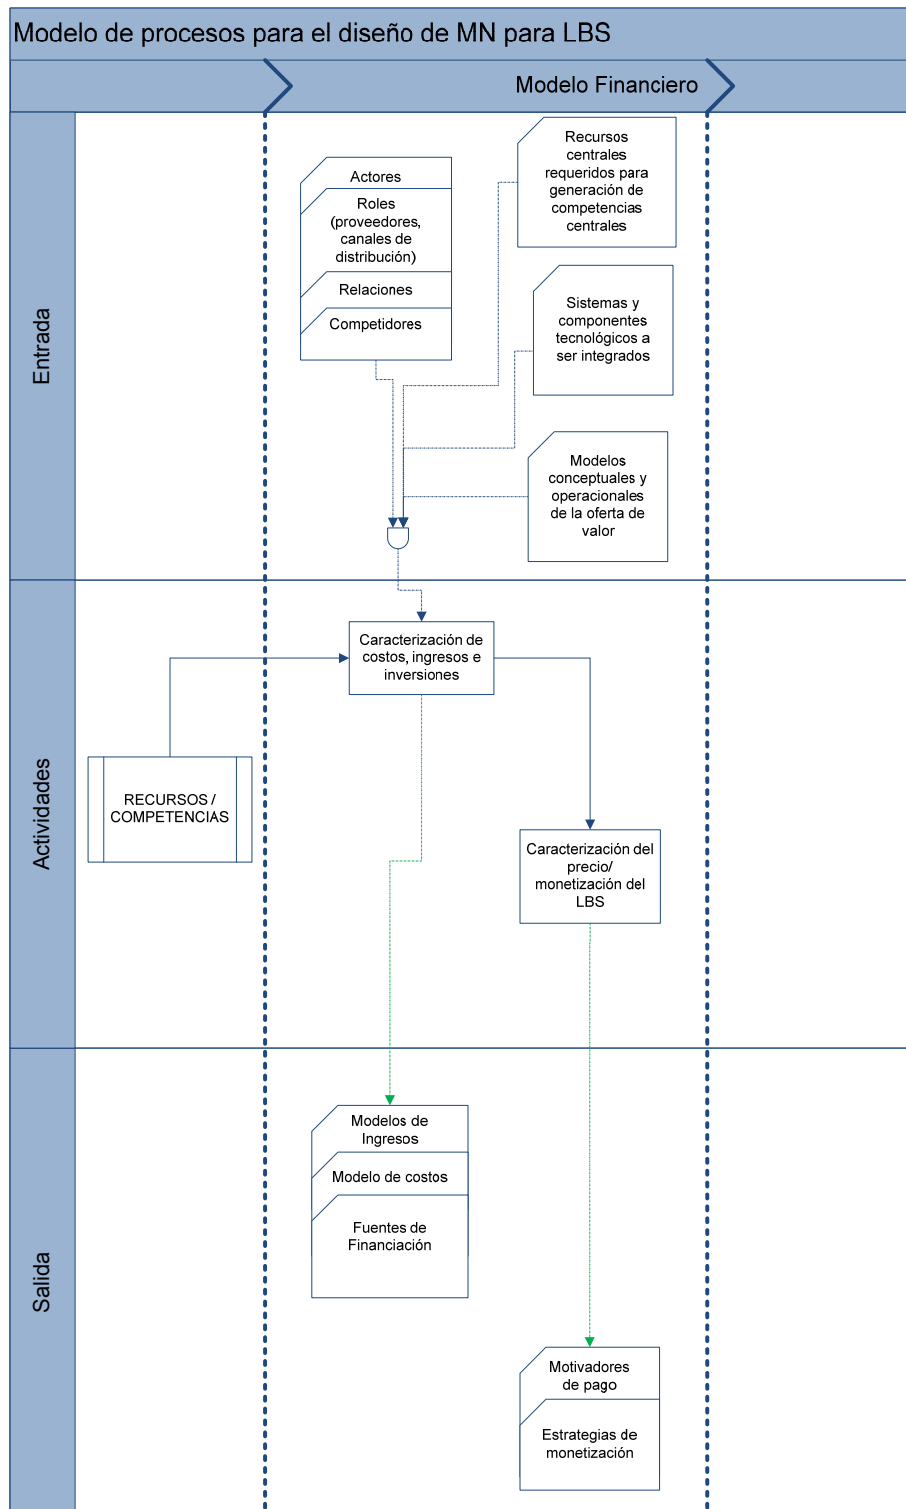 Modelo de procesos para el diseño de MN para LBS
Modelo Financiero
Entrada
Actores
Roles
(proveedores,
canales de
distribución)
Relaciones
Competidores
Recursos
centrales
requeridos para
generación de
competencias
centrales
Sistemas y
componentes
tecnológicos a
ser integrados
Modelos
conceptuales y
operacionales
de la oferta de
valor
Actividades
Caracterización de
costos, ingresos e
inversiones
RECURSOS /
COMPETENCIAS
Caracterización del
precio/
monetización del
LBS
Salida
Modelos de
Ingresos
Modelo de costos
Fuentes de
Financiación
Motivadores
de pago
Estrategias de
monetización